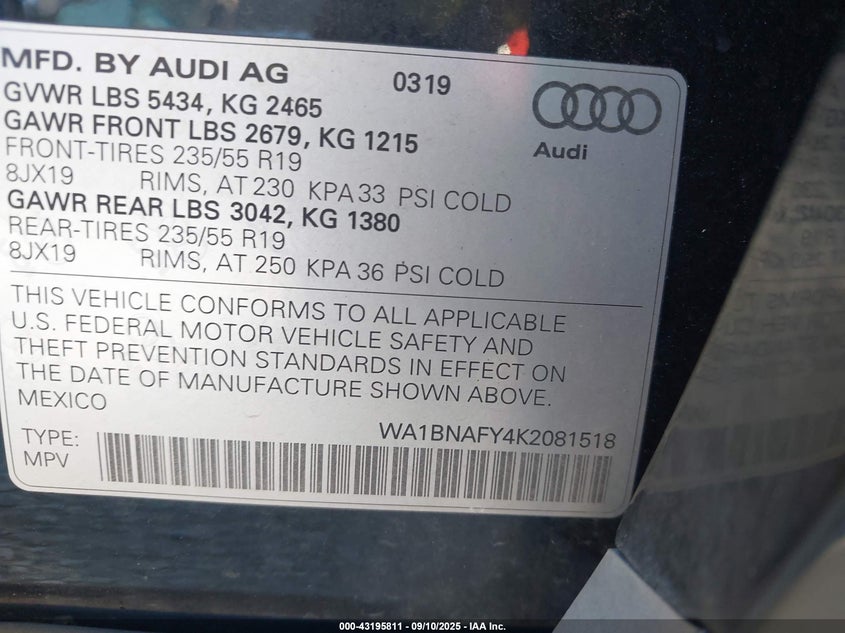 MFD. BY AUDI AG 0319
GVWR LBS 5434, KG 2465
GAWR FRONT LBS 2679, KG 1215
FRONT-TIRES 235/55 R19
8JX19 RIMS, AT 230 KPA 33 PSI COLD
GAWR REAR LBS 3042, KG 1380
REAR-TIRES 235/55 R19
8JX19 RIMS, AT 250 KPA 36 PSI COLD
Audi
THIS VEHICLE CONFORMS TO ALL APPLICABLE
U.S. FEDERAL MOTOR VEHICLE SAFETY AND
THEFT PREVENTION STANDARDS IN EFFECT ON
THE DATE OF MANUFACTURE SHOWN ABOVE.
MEXICO
WA1BNAFY4K2081518
TYPE:
MPV
000-43195811 - 09/10/2025 - IAA Inc.